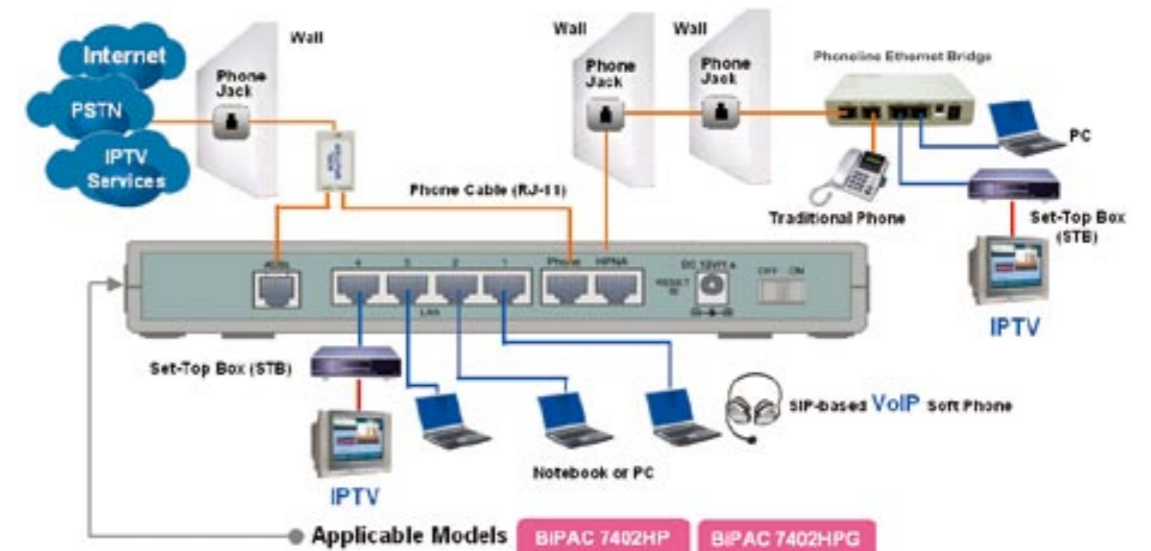 Internet
PSTN
IPTV
Services
Wall
Phone
Jack
Wall
Phone
Jack
Wall
Phone
Jack
Phoneline Ethernet Bridge
PC
Traditional Phone
Set-Top Box
(STB)
IPTV
Phone Cable (RJ-11)
ADSL
4
3
2
1
LAN
Phone
HPNA
RESET
OFF
ON
Set-Top Box (STB)
IPTV
Notebook or PC
SIP-based VoIP Soft Phone
Applicable Models
BiPAC 7402HP
BiPAC 7402HPG